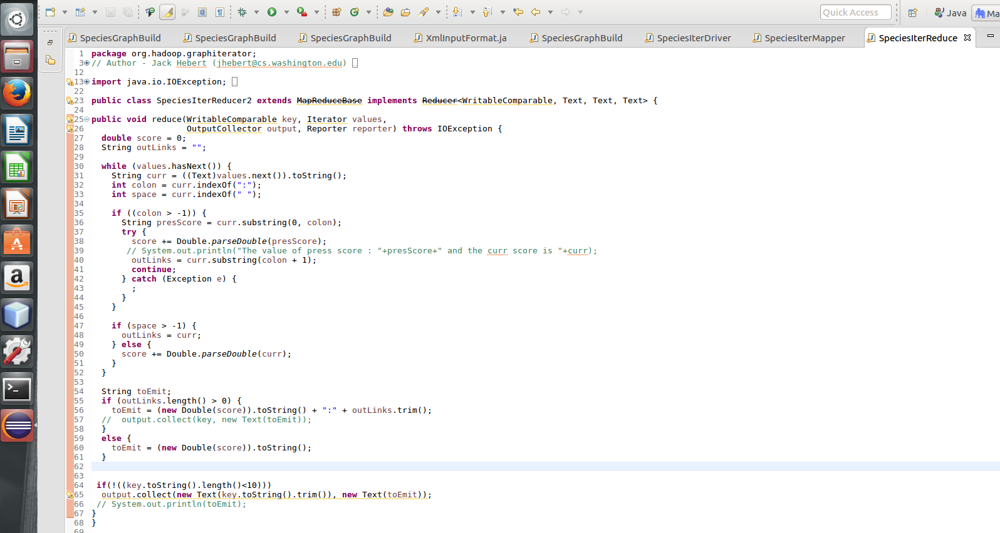 Quick Access
Java
Ma
SpeciesGraphBuild
SpeciesGraphBuild
SpeciesGraphBuild
XmlInputFormat.ja
SpeciesGraphBuild
SpeciesIterDriver
SpeciesIterMapper
SpeciesIterReduce
1 package org.hadoop.graphiterator;
3 // Author - Jack Hebert (jhebert@cs.washington.edu)
12
13 import java.io.IOException;
22
23 public class SpeciesIterReducer2 extends MapReduceBase implements Reducer<WritableComparable, Text, Text, Text> {
24
25 public void reduce(WritableComparable key, Iterator values,
26                    OutputCollector output, Reporter reporter) throws IOException {
27   double score = 0;
28   String outLinks = "";
29
30   while (values.hasNext()) {
31     String curr = ((Text)values.next()).toString();
32     int colon = curr.indexOf(":");
33     int space = curr.indexOf(" ");
34
35     if ((colon > -1)) {
36       String presScore = curr.substring(0, colon);
37       try {
38         score += Double.parseDouble(presScore);
39        // System.out.println("The value of press score : "+presScore+" and the curr score is "+curr);
40         outLinks = curr.substring(colon + 1);
41         continue;
42       } catch (Exception e) {
43         ;
44       }
45     }
46
47     if (space > -1) {
48       outLinks = curr;
49     } else {
50       score += Double.parseDouble(curr);
51     }
52   }
53
54   String toEmit;
55   if (outLinks.length() > 0) {
56     toEmit = (new Double(score)).toString() + ":" + outLinks.trim();
57   //  output.collect(key, new Text(toEmit));
58   }
59   else {
60     toEmit = (new Double(score)).toString();
61   }
62
63
64  if(!((key.toString().length()<10)))
65   output.collect(new Text(key.toString().trim()), new Text(toEmit));
66  // System.out.println(toEmit);
67 }
68 }
69